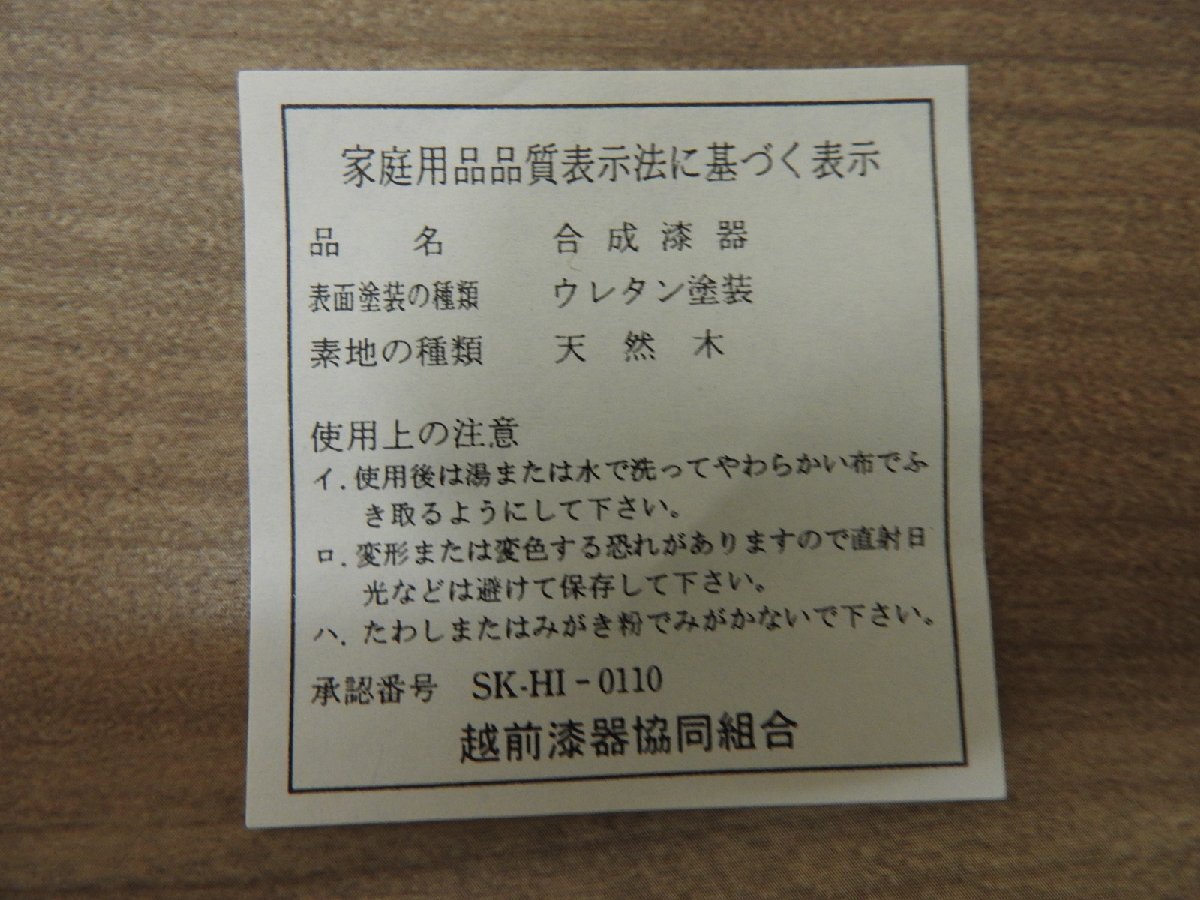 家庭用品品質表示法に基づく表示
品名 合成漆器
表面塗装の種類 ウレタン塗装
素地の種類 天然木
使用上の注意
イ.使用後は湯または水で洗ってやわらかい布でふ
き取るようにして下さい。
ロ.変形または変色する恐れがありますので直射日
光などは避けて保存して下さい。
ハ.たわしまたはみがき粉でみがかないで下さい。
承認番号 SK-HI-0110
越前漆器協同組合